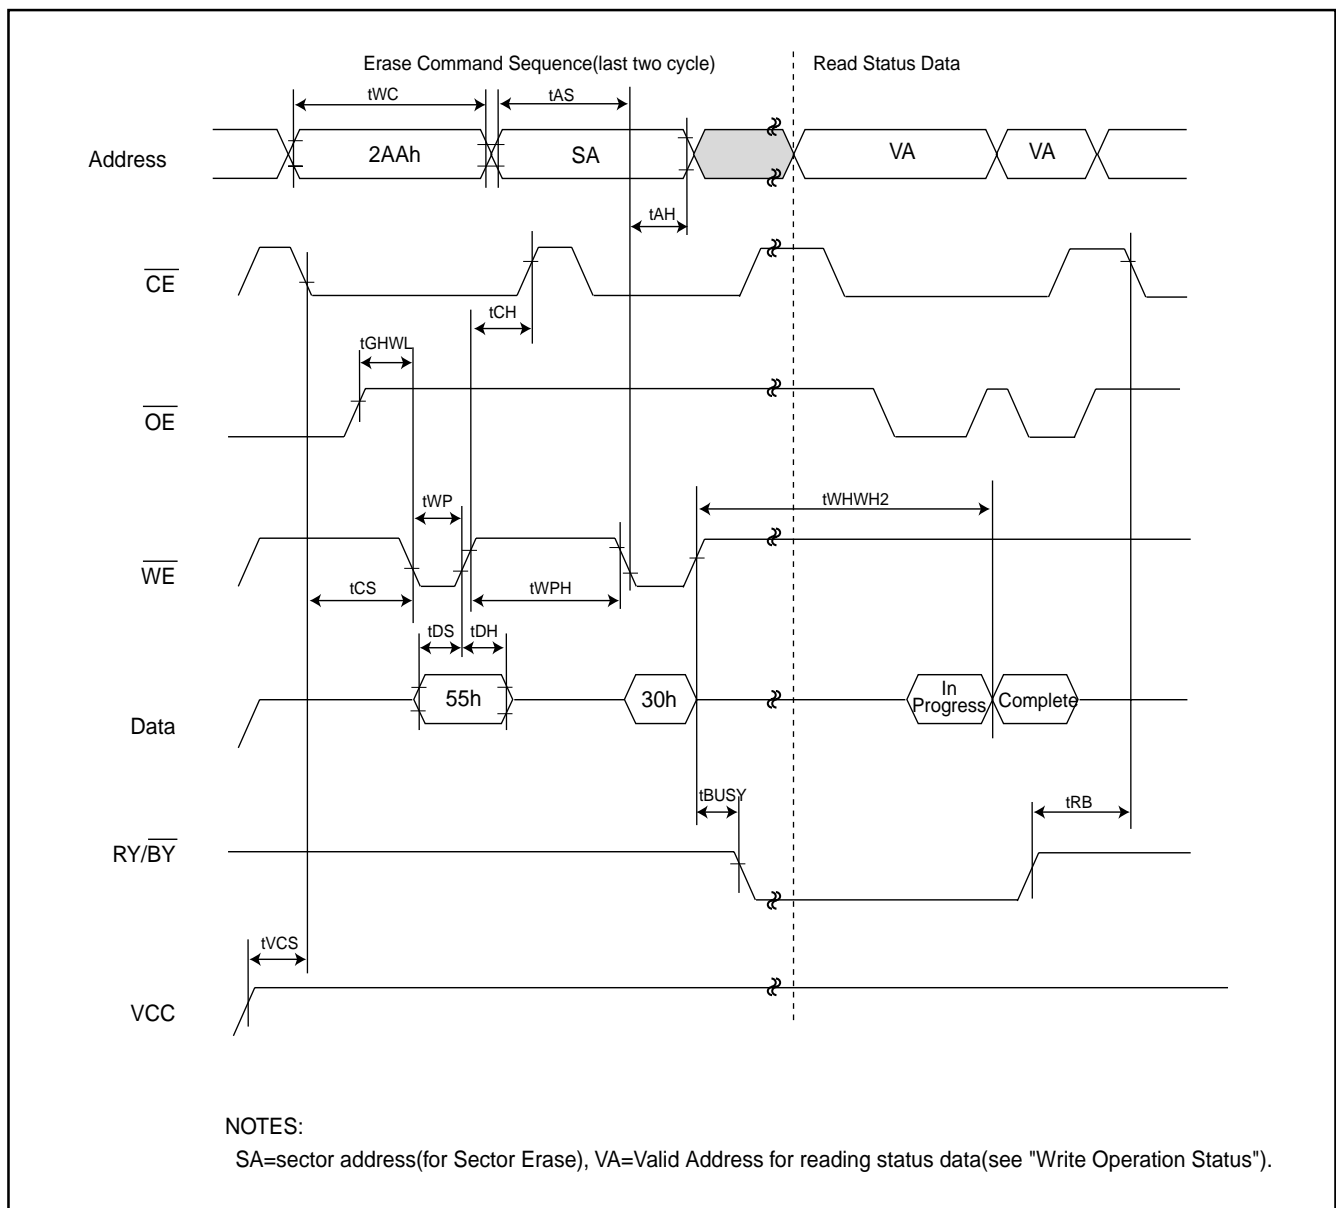 Erase Command Sequence(last two cycle) Read Status Data
tWC tAS
Address 2AAh SA VA VA
tAH
CE
tCH
tGHWL
OE
tWP tWHWH2
WE
tCS tWPH
tDS tDH
Data 55h 30h In Progress Complete
tBUSY tRB
RY/BY
tVCS
VCC
NOTES:
SA=sector address(for Sector Erase), VA=Valid Address for reading status data(see "Write Operation Status").